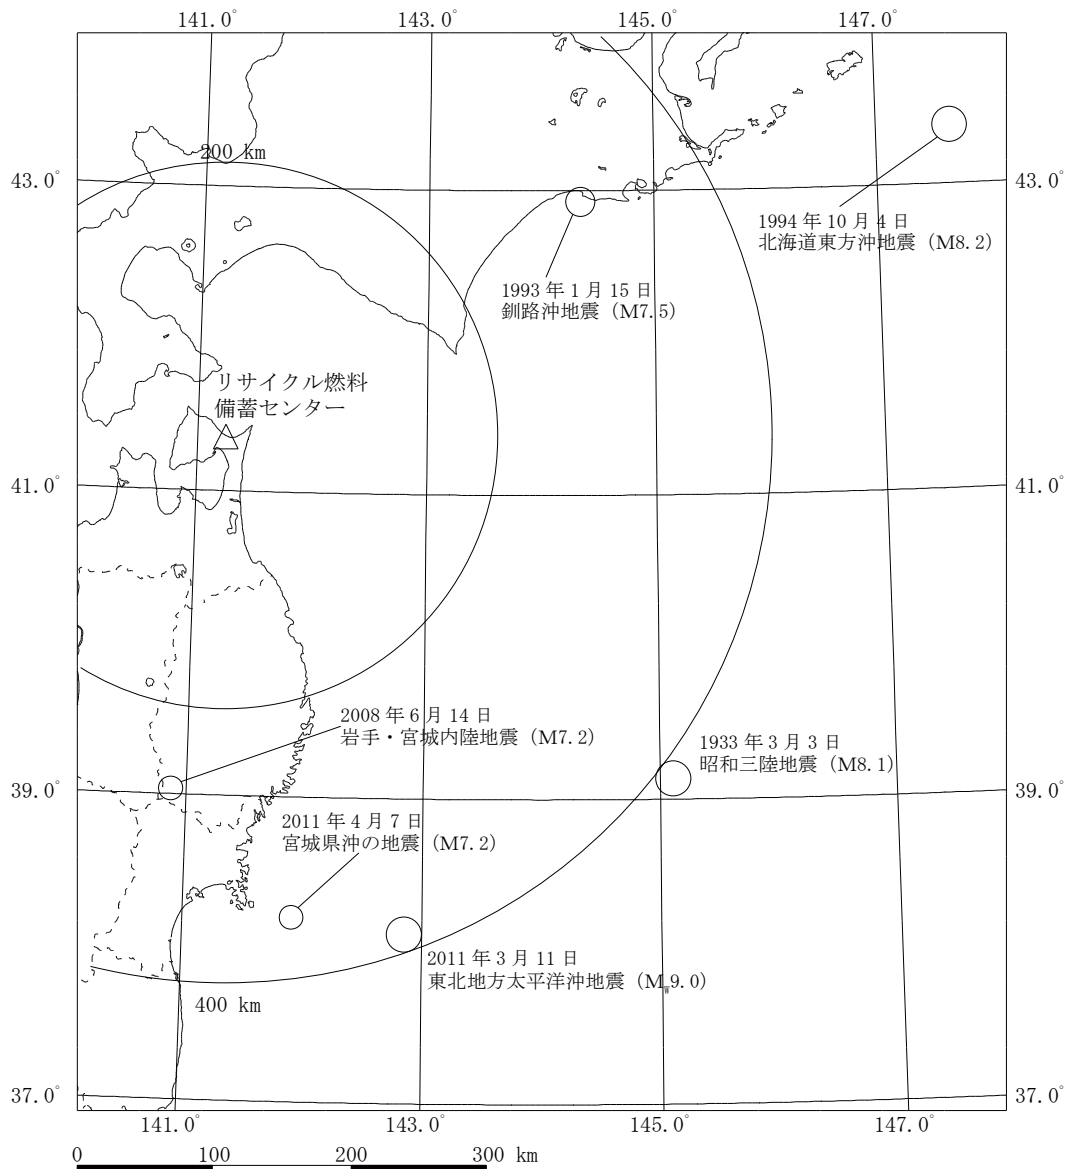 141.0°
143.0°
145.0°
147.0°
200 km
43.0°
43.0°
1994 年 10 月 4 日
北海道東方沖地震（M8.2）
1993 年 1 月 15 日
釧路沖地震（M7.5）
リサイクル燃料
備蓄センター
41.0°
41.0°
2008 年 6 月 14 日
岩手・宮城内陸地震（M7.2）
1933 年 3 月 3 日
昭和三陸地震（M8.1）
39.0°
39.0°
2011 年 4 月 7 日
宮城県沖の地震（M7.2）
2011 年 3 月 11 日
東北地方太平洋沖地震（Mw9.0）
400 km
37.0°
37.0°
141.0°
143.0°
145.0°
147.0°
0 100 200 300 km